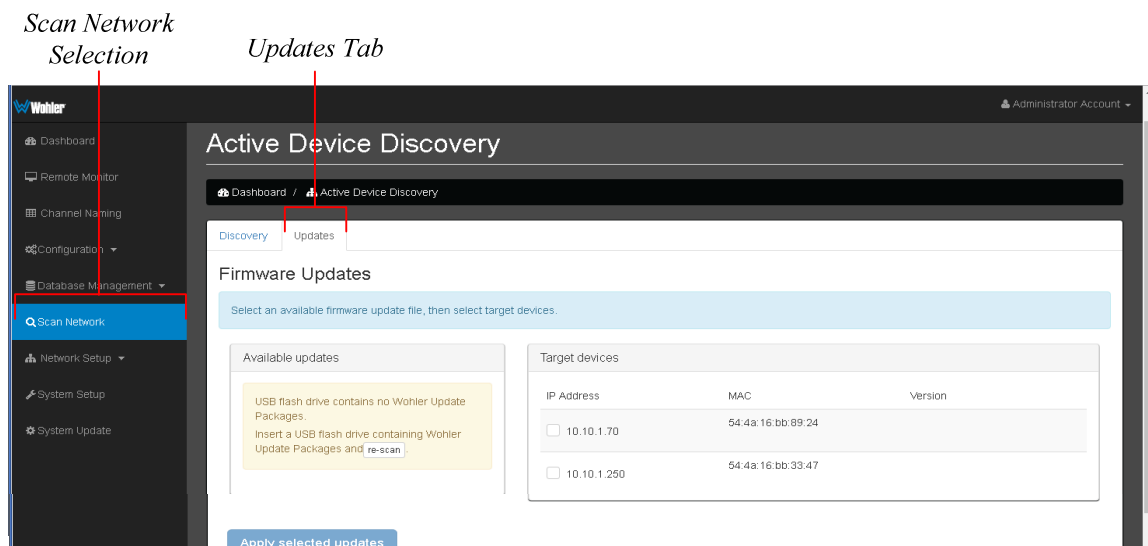 Scan Network
Selection
Updates Tab
Wohler
Administrator Account
Dashboard
Remote Monitor
Channel Naming
Configuration
Database Management
Scan Network
Network Setup
System Setup
System Update
Active Device Discovery
Dashboard / Active Device Discovery
Discovery Updates
Firmware Updates
Select an available firmware update file, then select target devices.
Available updates
USB flash drive contains no Wohler Update
Packages.
Insert a USB flash drive containing Wohler
Update Packages and re-scan .
Target devices
IP Address MAC Version
10.10.1.70 54:4a:16:bb:89:24
10.10.1.250 54:4a:16:bb:33:47
Apply selected updates